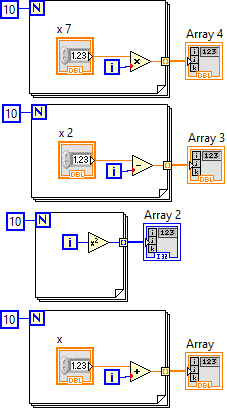 10 N
x 7
1.23
DBL
i
×
Array 4
i
j
k
123
DBL
10 N
x 2
1.23
DBL
i
−
Array 3
i
j
k
123
DBL
10 N
i
x²
Array 2
i
j
k
123
I32
10 N
x
1.23
DBL
i
+
Array
i
j
k
123
DBL